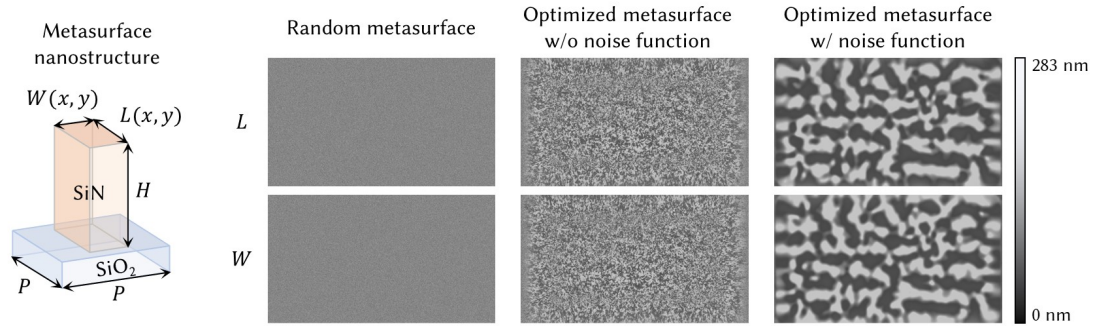 Metasurface
nanostructure
W(x, y)
L(x, y)
SiN
H
SiO₂
P
P
Random metasurface
Optimized metasurface
w/o noise function
Optimized metasurface
w/ noise function
L
W
283 nm
0 nm